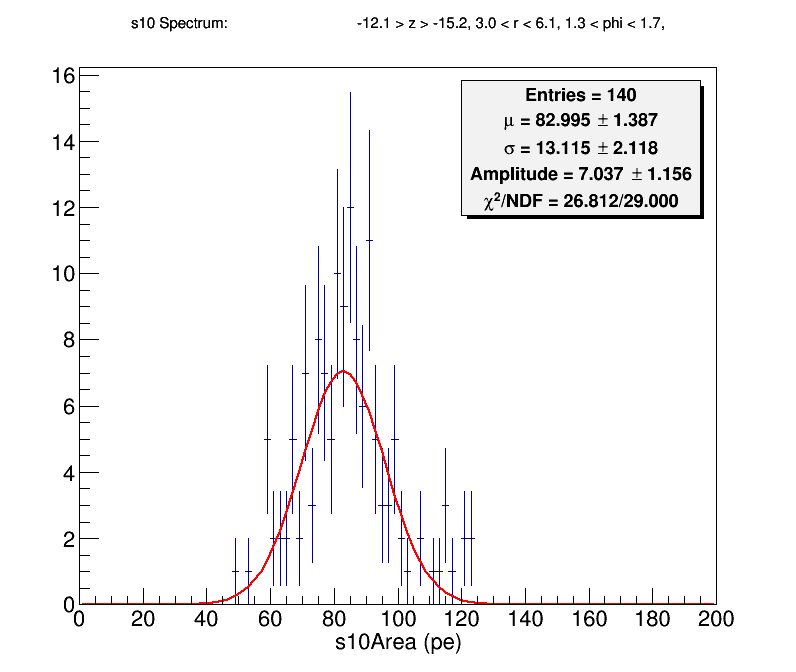 s10 Spectrum: -12.1 > z > -15.2, 3.0 < r < 6.1, 1.3 < phi < 1.7,
Entries = 140
μ = 82.995 ± 1.387
σ = 13.115 ± 2.118
Amplitude = 7.037 ± 1.156
χ²/NDF = 26.812/29.000
16
14
12
10
8
6
4
2
0
0 20 40 60 80 100 120 140 160 180 200
s10Area (pe)